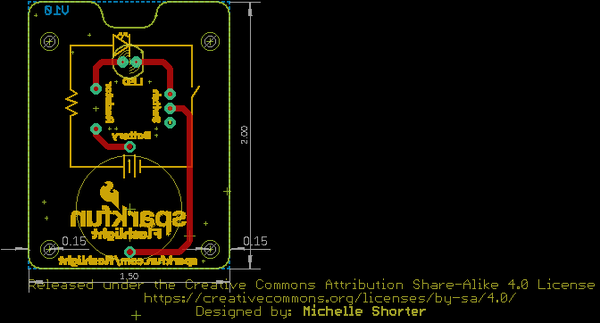 V10
LED
Resistor
Switch
Battery
2.00
sparkfun
Flashlight
0.15
0.15
sparkfun.com/flashlight
1.50
Released under the Creative Commons Attribution Share-Alike 4.0 License
https://creativecommons.org/licenses/by-sa/4.0/
Designed by: Michelle Shorter